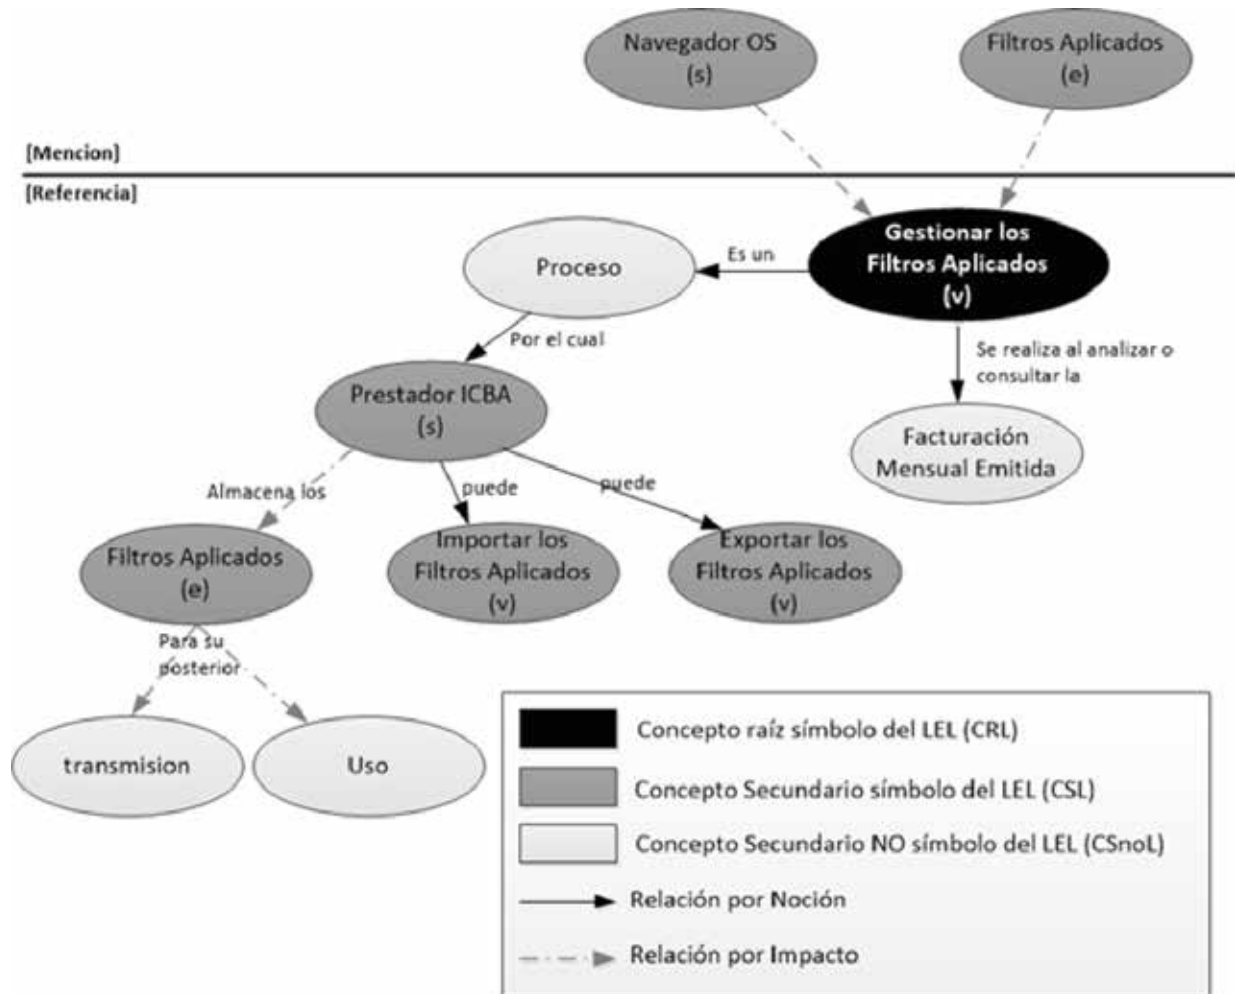 Navegador OS
(s)
Filtros Aplicados
(e)
[Mencion]
[Referencia]
Gestionar los
Filtros Aplicados
(v)
Es un
Proceso
Por el cual
Se realiza al analizar o
consultar la
Prestador ICBA
(s)
Facturación
Mensual Emitida
Almacena los
puede
puede
Filtros Aplicados
(e)
Importar los
Filtros Aplicados
(v)
Exportar los
Filtros Aplicados
(v)
Para su
posterior
transmision
Uso
Concepto raíz símbolo del LEL (CRL)
Concepto Secundario símbolo del LEL (CSL)
Concepto Secundario NO símbolo del LEL (CSnoL)
Relación por Noción
Relación por Impacto